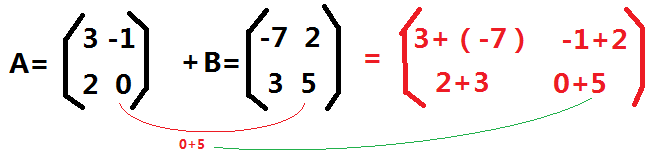 3 -1 -7 2 3+（-7） -1+2
A= +B= =
2 0 3 5 2+3 0+5
0+5